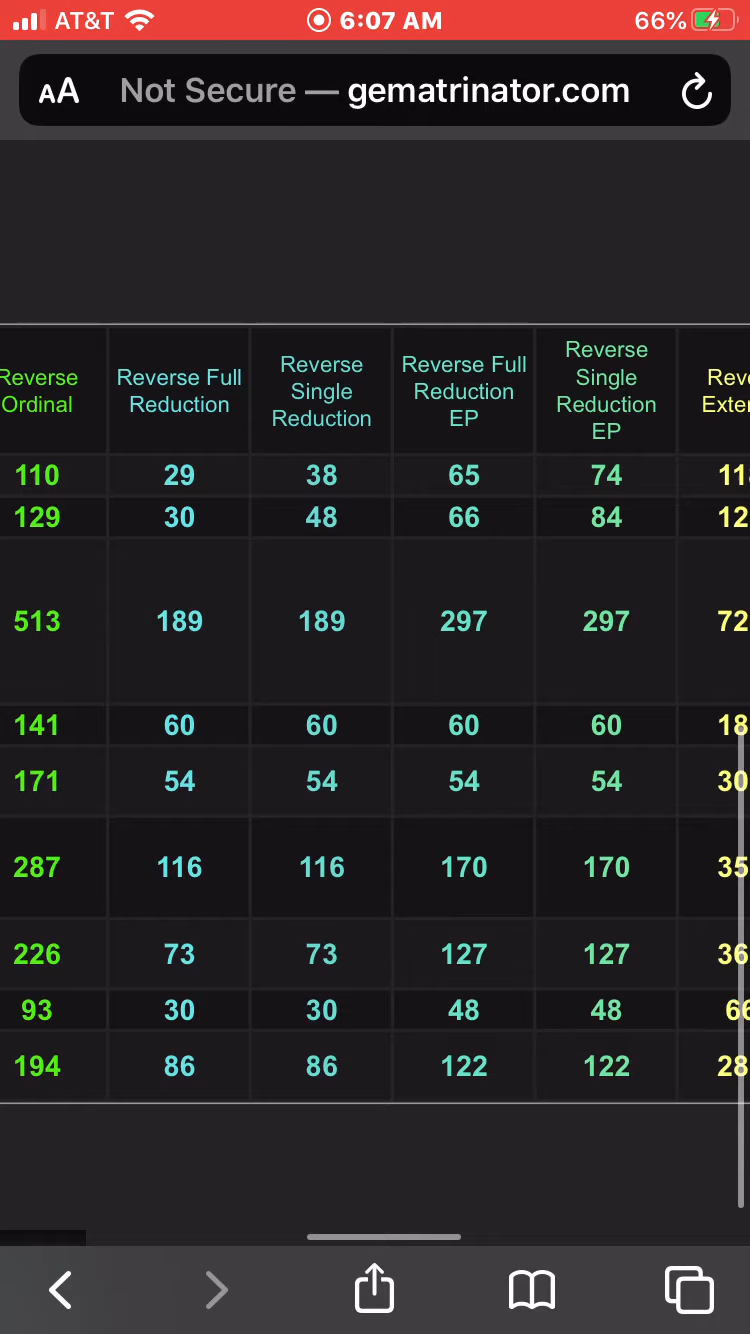 AT&T 6:07 AM 66%
AA Not Secure — gematrinator.com
Reverse Ordinal Reverse Full Reduction Reverse Single Reduction Reverse Full Reduction EP Reverse Single Reduction EP
110 29 38 65 74
129 30 48 66 84
513 189 189 297 297
141 60 60 60 60
171 54 54 54 54
287 116 116 170 170
226 73 73 127 127
93 30 30 48 48
194 86 86 122 122